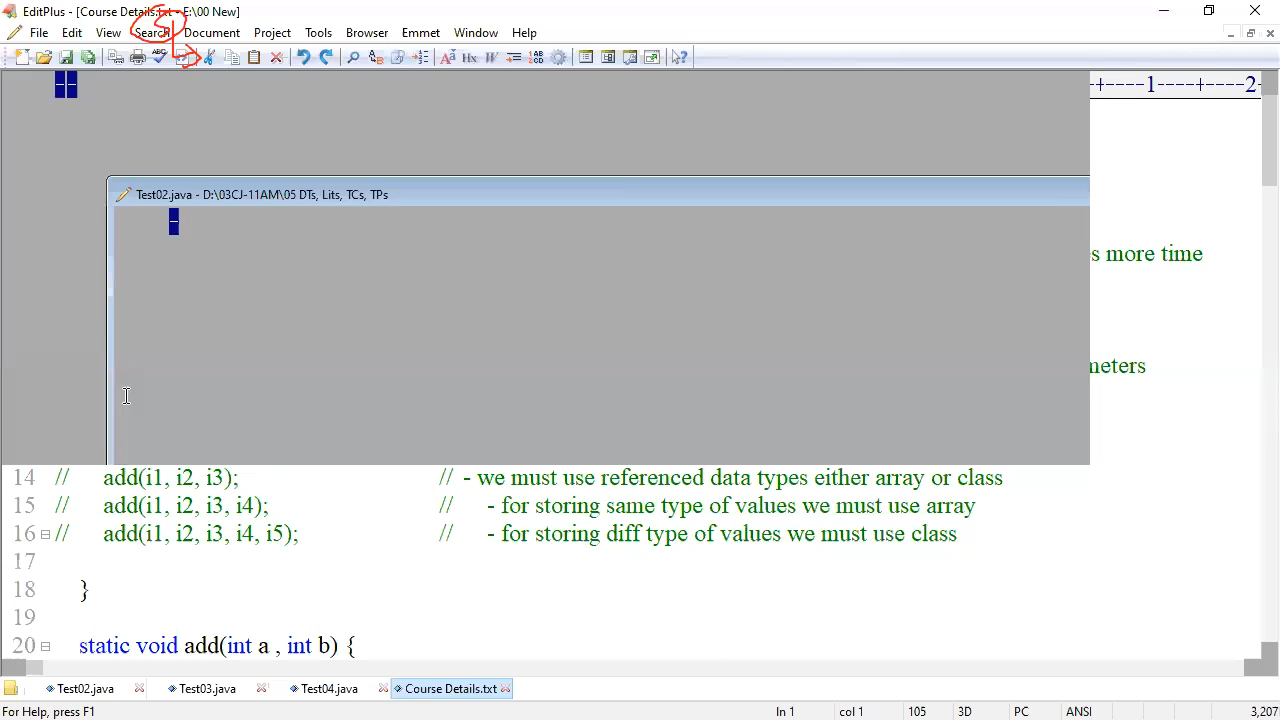 EditPlus - [Course Details.txt - E:\00 New]
File Edit View Search Document Project Tools Browser Emmet Window Help
--
-+----1----+----2-
Test02.java - D:\03CJ-11AM\05 DTs, Lits, TCs, TPs
-
s more time
meters
14 // add(i1, i2, i3); // - we must use referenced data types either array or class
15 // add(i1, i2, i3, i4); // - for storing same type of values we must use array
16 // add(i1, i2, i3, i4, i5); // - for storing diff type of values we must use class
17
18 }
19
20 static void add(int a , int b) {
Test02.java Test03.java Test04.java Course Details.txt
For Help, press F1 ln 1 col 1 105 3D PC ANSI 3,207